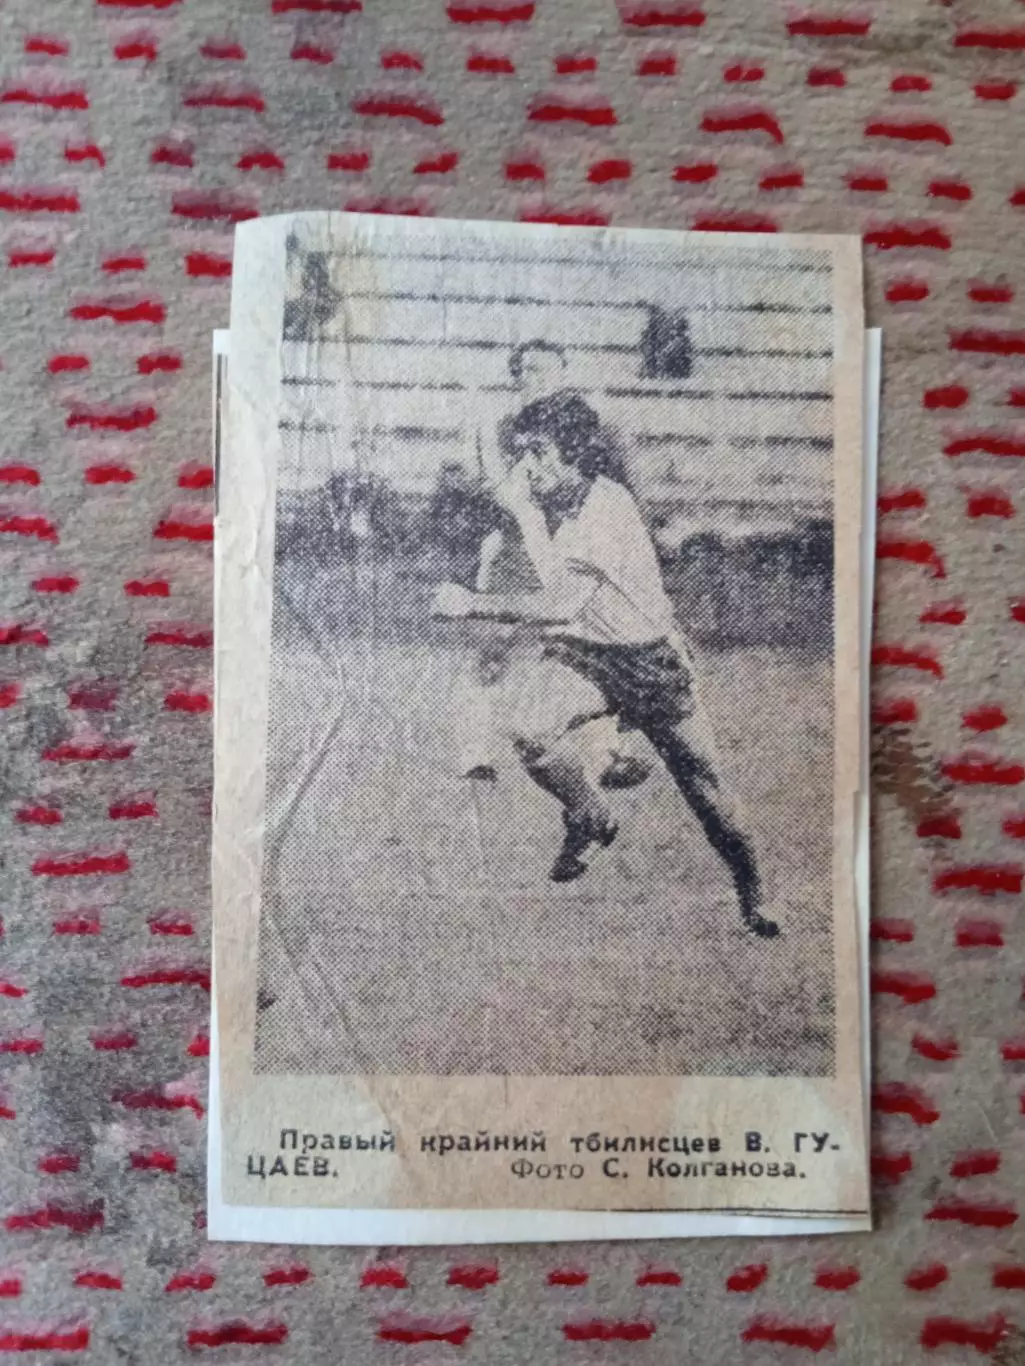 Правый крайний тбилисцев В. ГУ-
ЦАЕВ. Фото С. Колганова.